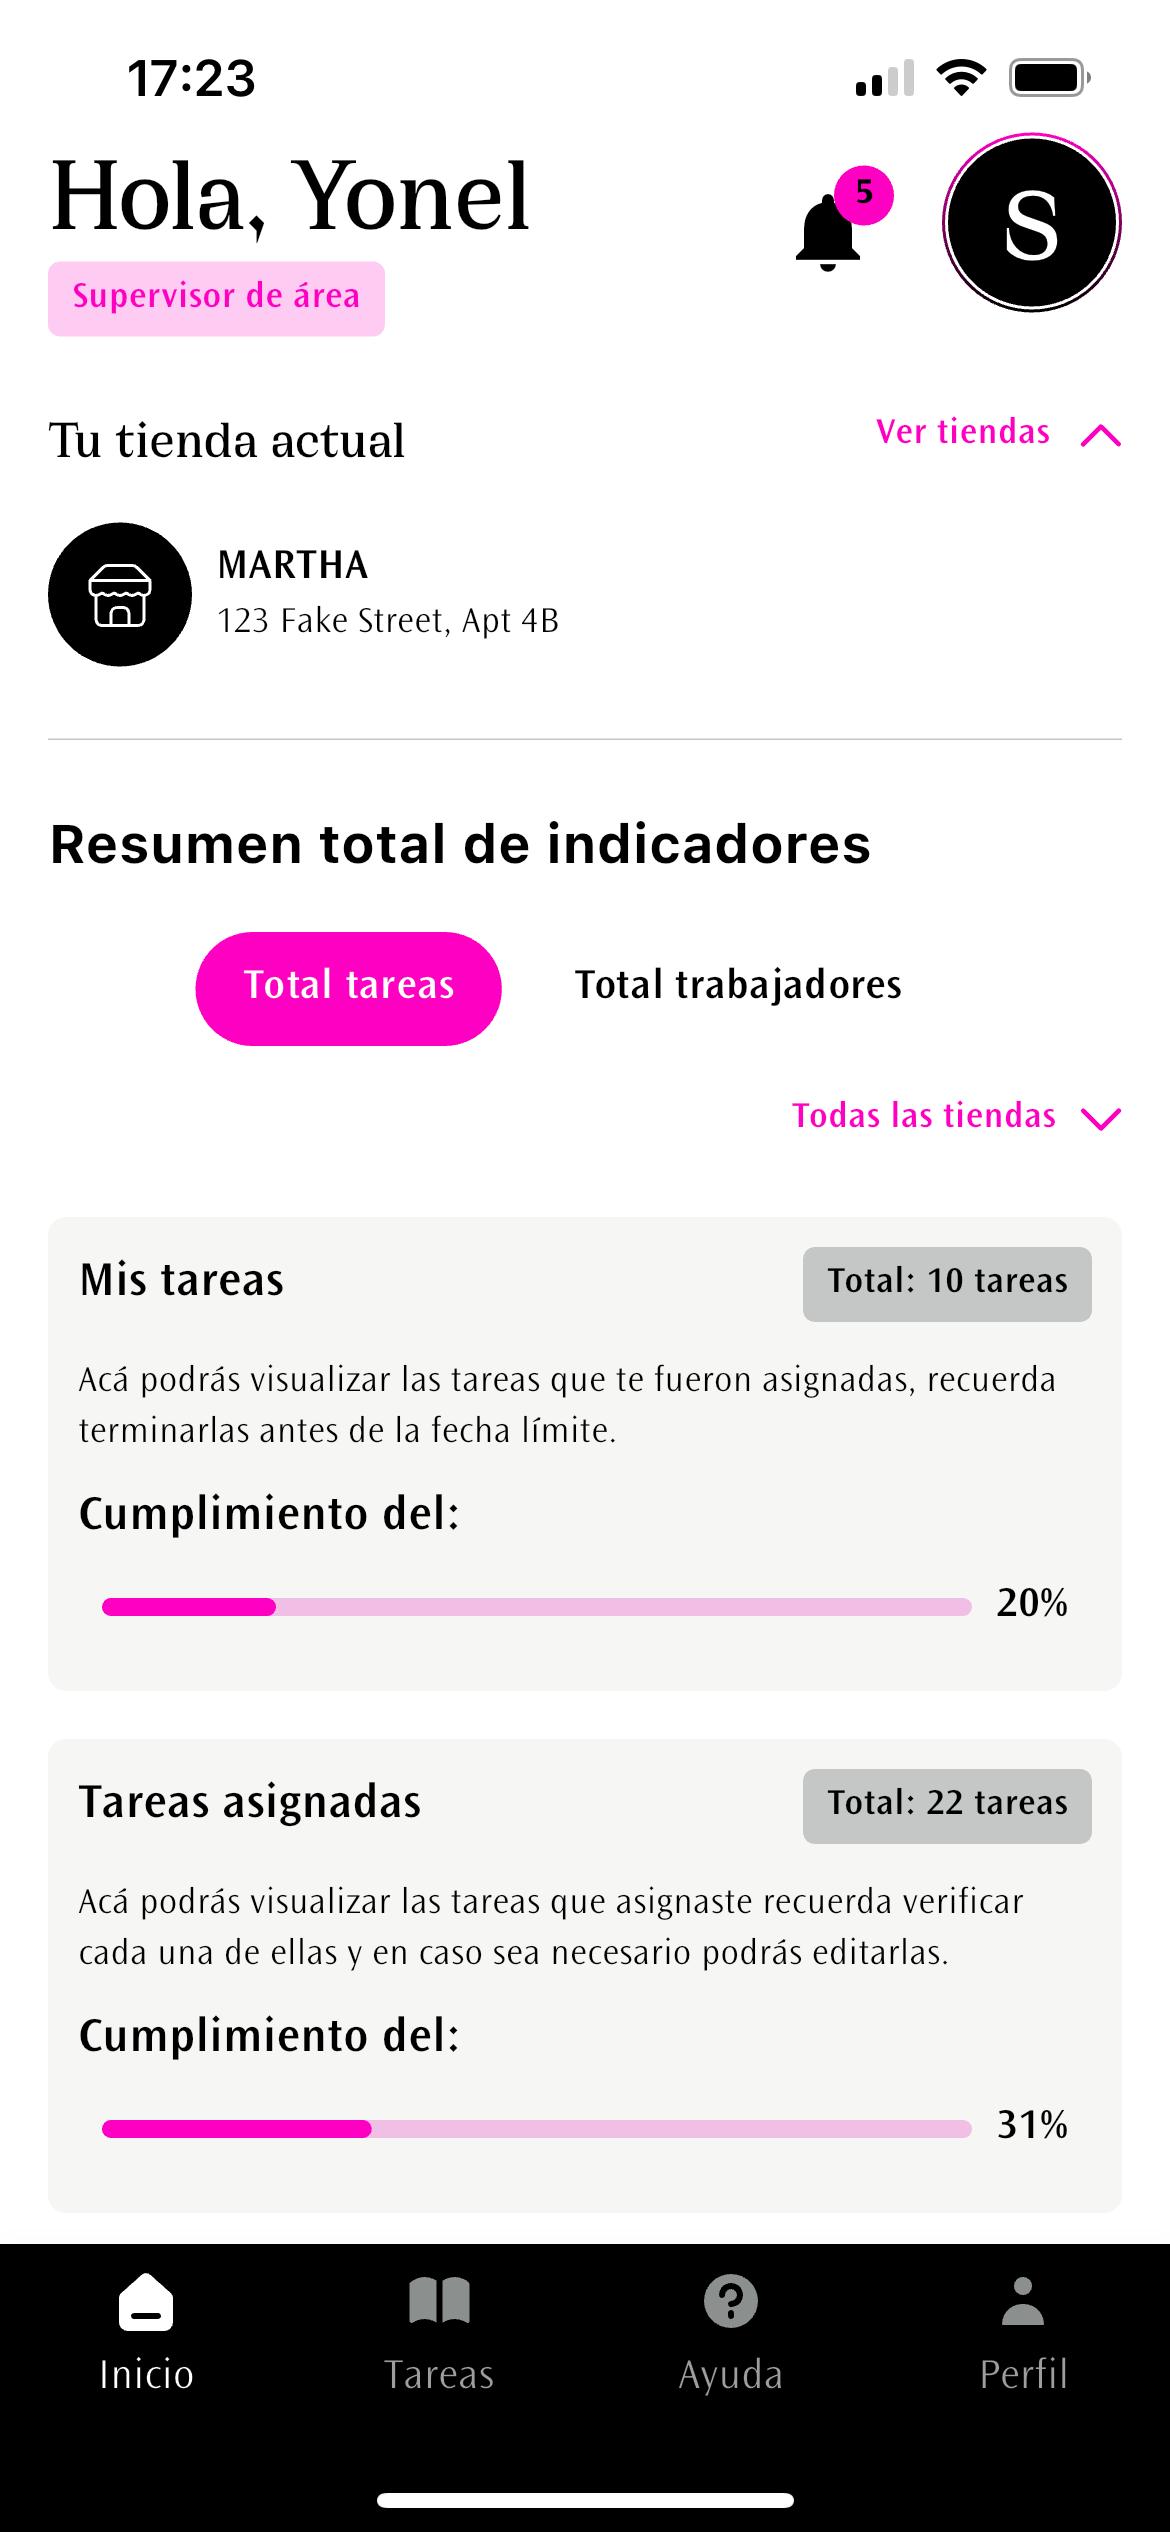 17:23
Hola, Yonel
5
S
Supervisor de área
Tu tienda actual
Ver tiendas
MARTHA
123 Fake Street, Apt 4B
Resumen total de indicadores
Total tareas
Total trabajadores
Todas las tiendas
Mis tareas
Total: 10 tareas
Acá podrás visualizar las tareas que te fueron asignadas, recuerda
terminarlas antes de la fecha límite.
Cumplimiento del:
20%
Tareas asignadas
Total: 22 tareas
Acá podrás visualizar las tareas que asignaste recuerda verificar
cada una de ellas y en caso sea necesario podrás editarlas.
Cumplimiento del:
31%
Inicio
Tareas
Ayuda
Perfil